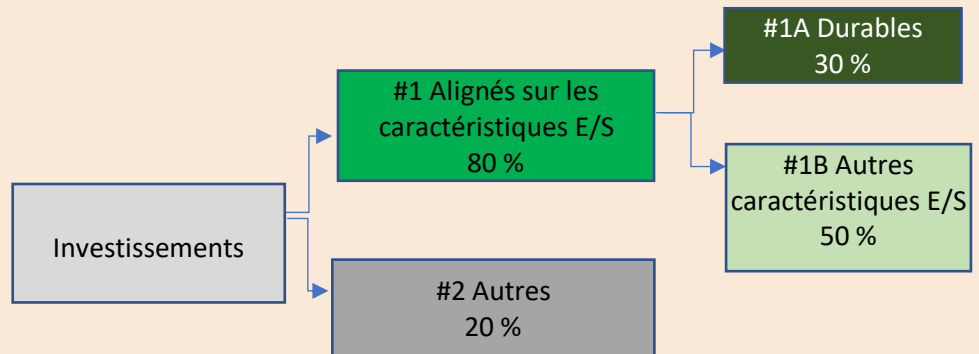 #1A Durables
30 %
#1 Alignés sur les
caractéristiques E/S
80 %
#1B Autres
caractéristiques E/S
50 %
Investissements
#2 Autres
20 %